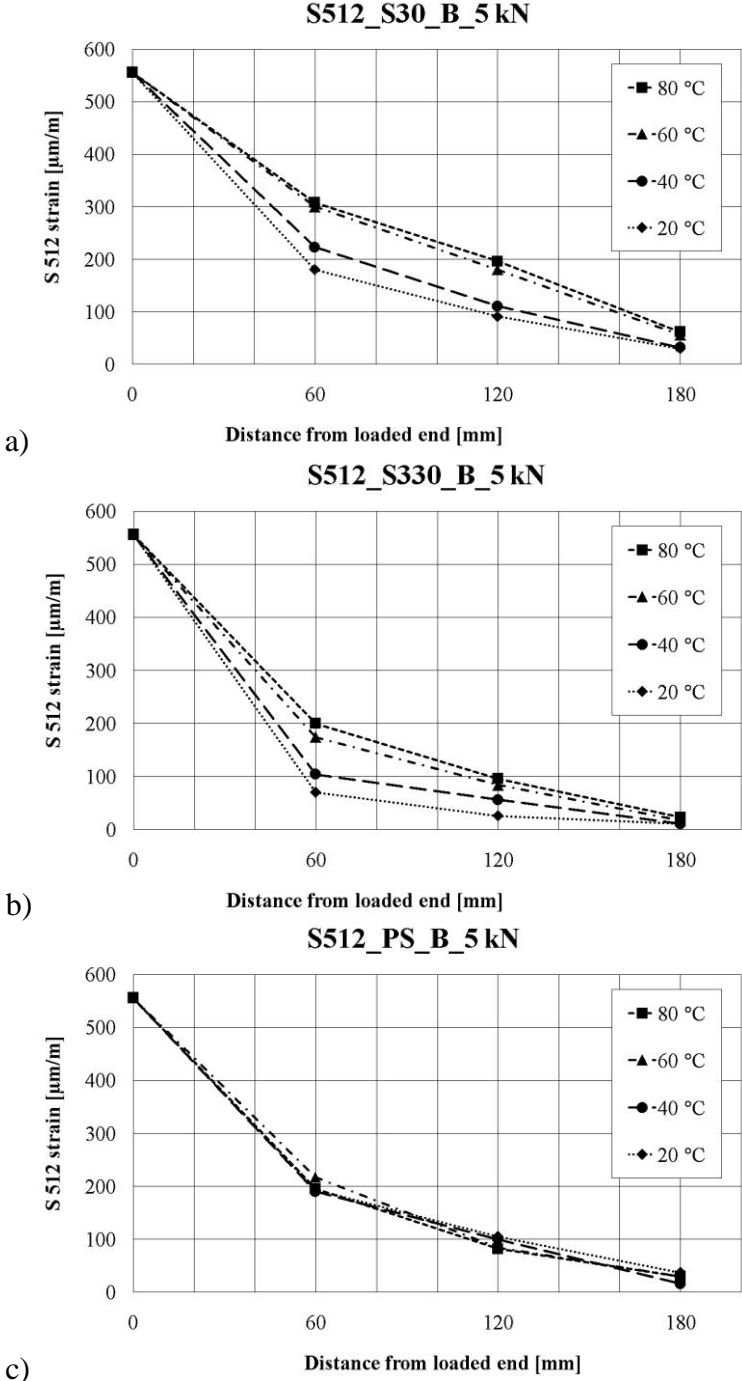 S512_S30_B_5 kN
600
500
400
300
200
100
0
S 512 strain [µm/m]
80 °C
60 °C
40 °C
20 °C
0 60 120 180
Distance from loaded end [mm]
a)
S512_S330_B_5 kN
600
500
400
300
200
100
0
S 512 strain [µm/m]
80 °C
60 °C
40 °C
20 °C
0 60 120 180
Distance from loaded end [mm]
b)
S512_PS_B_5 kN
600
500
400
300
200
100
0
S 512 strain [µm/m]
80 °C
60 °C
40 °C
20 °C
0 60 120 180
Distance from loaded end [mm]
c)